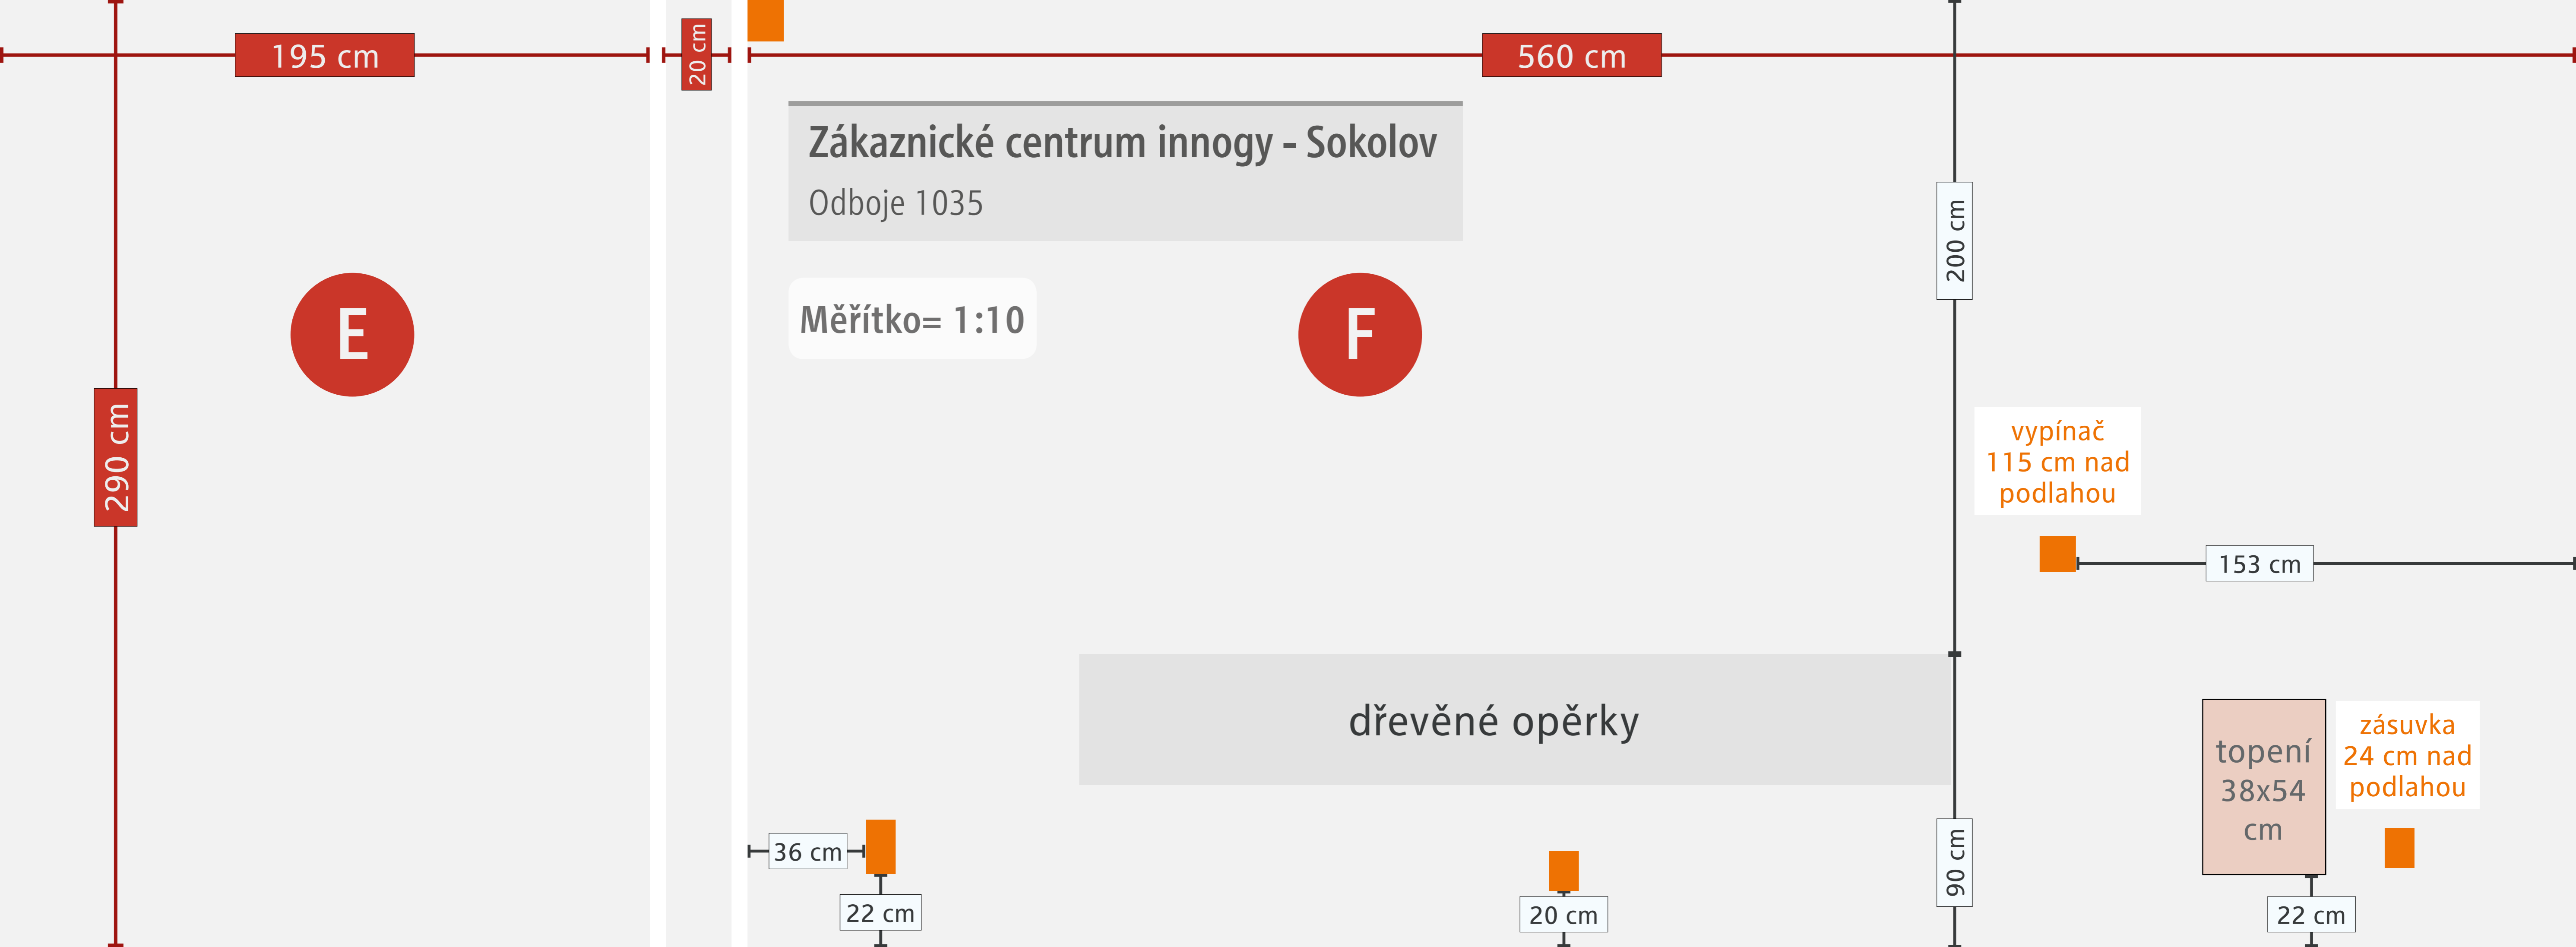 195 cm
20 cm
560 cm
Zákaznické centrum innogy - Sokolov
Odboje 1035
200 cm
E
Měřítko= 1:10
F
290 cm
vypínač
115 cm nad
podlahou
153 cm
dřevěné opěrky
topení
38x54
cm
zásuvka
24 cm nad
podlahou
36 cm
90 cm
22 cm
20 cm
22 cm